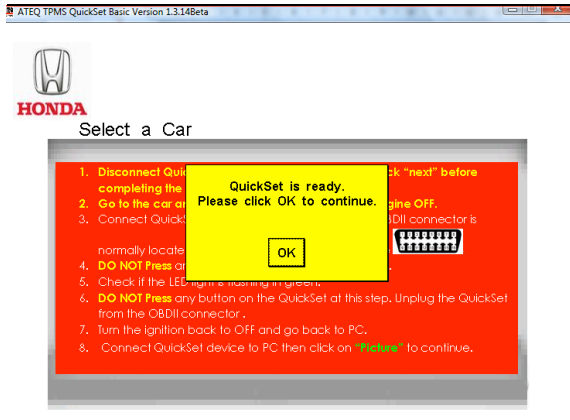 ATEQ TPMS QuickSet Basic Version 1.3.14Beta
HONDA
Select a Car
1. Disconnect Qui ck "next" before
completing the
QuickSet is ready.
2. Go to the car ar gine OFF.
Please click OK to continue.
3. Connect QuickS BDII connector is
normally locate
OK
4. DO NOT Press ar
5. Check if the LED light is flashing in green.
6. DO NOT Press any button on the QuickSet at this step. Unplug the QuickSet
from the OBDII connector .
7. Turn the ignition back to OFF and go back to PC.
8. Connect QuickSet device to PC then click on "Picture" to continue.